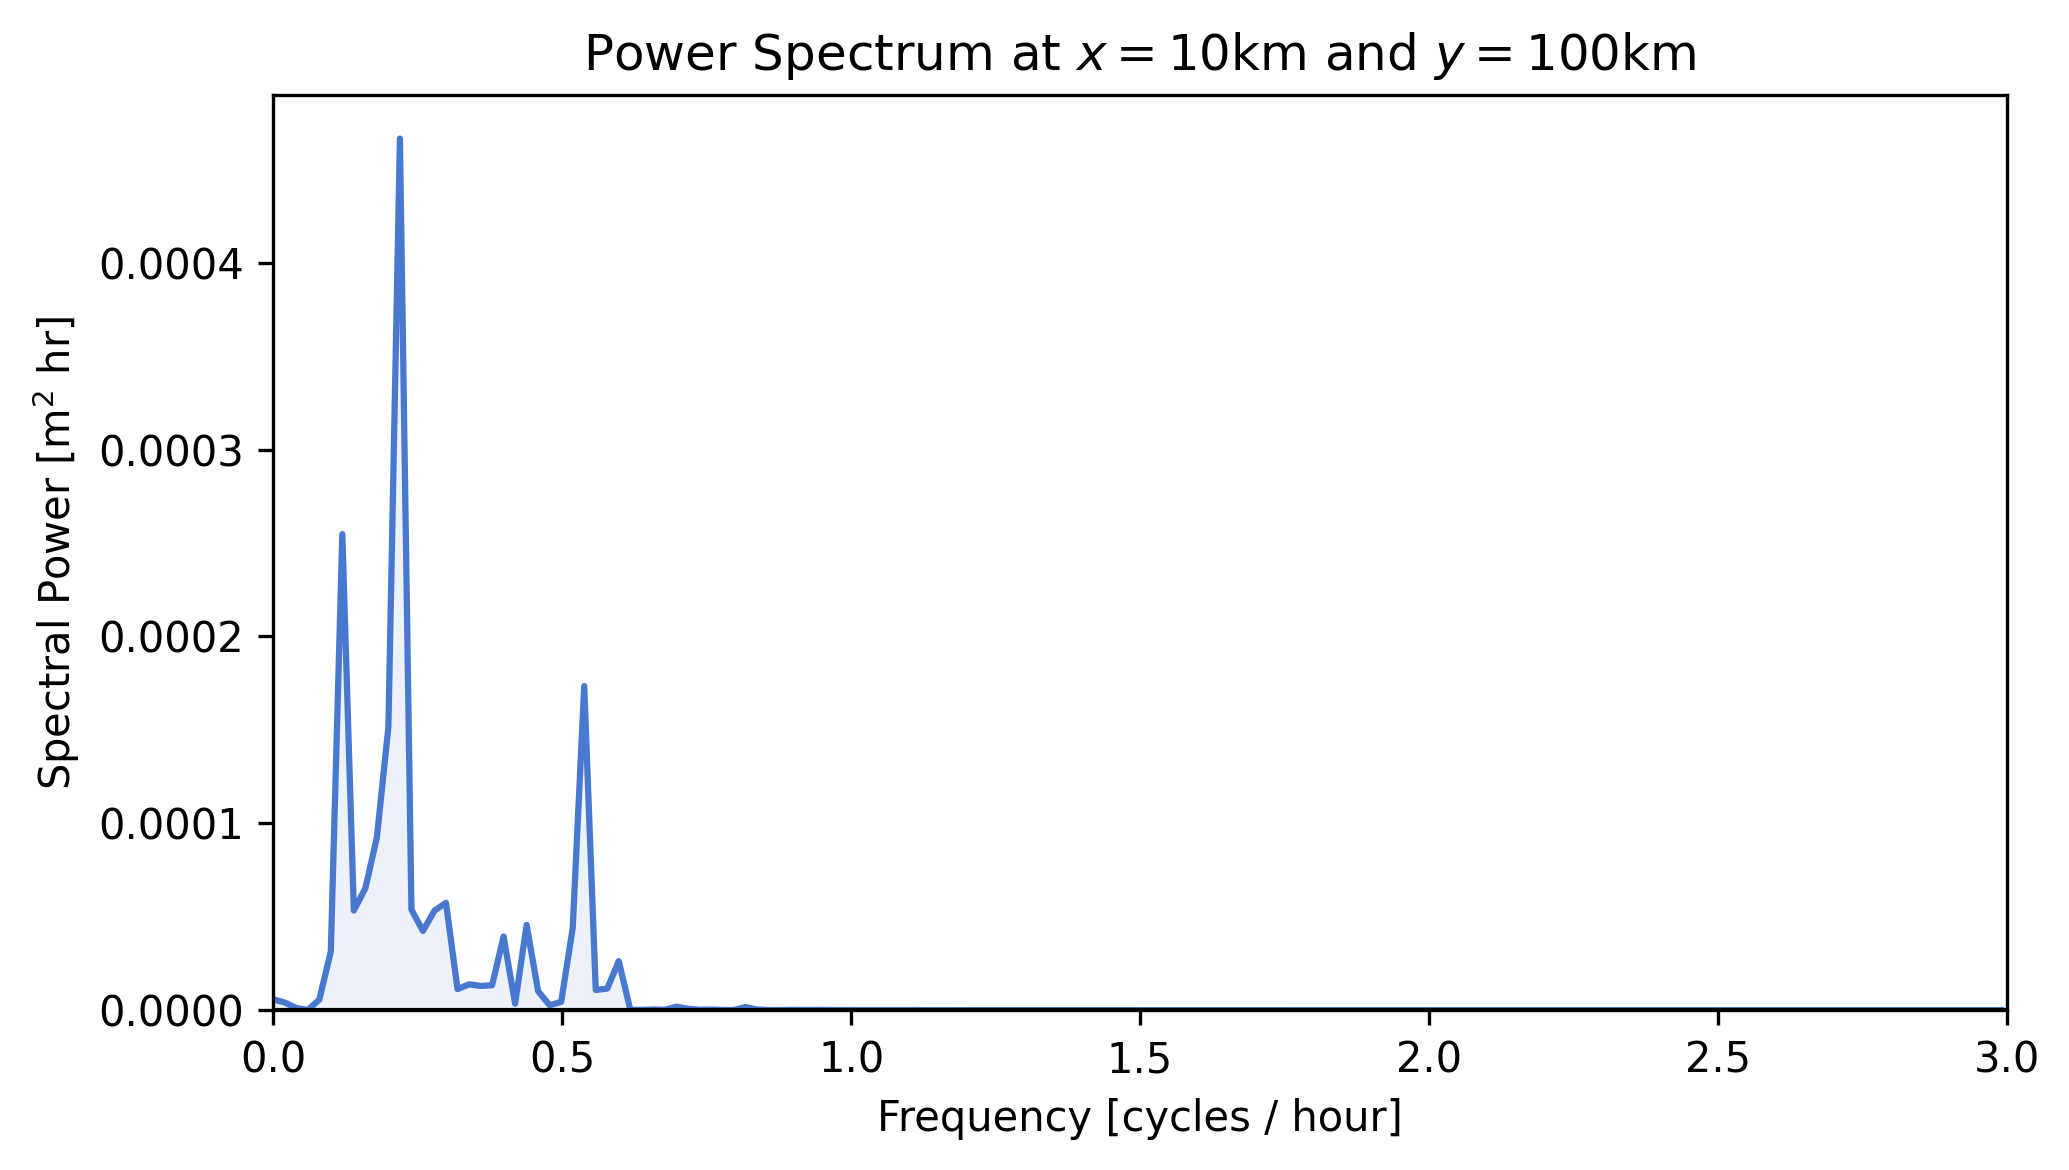 Power Spectrum at x = 10km and y = 100km
Spectral Power [m² hr]
0.0004
0.0003
0.0002
0.0001
0.0000
0.0 0.5 1.0 1.5 2.0 2.5 3.0
Frequency [cycles / hour]